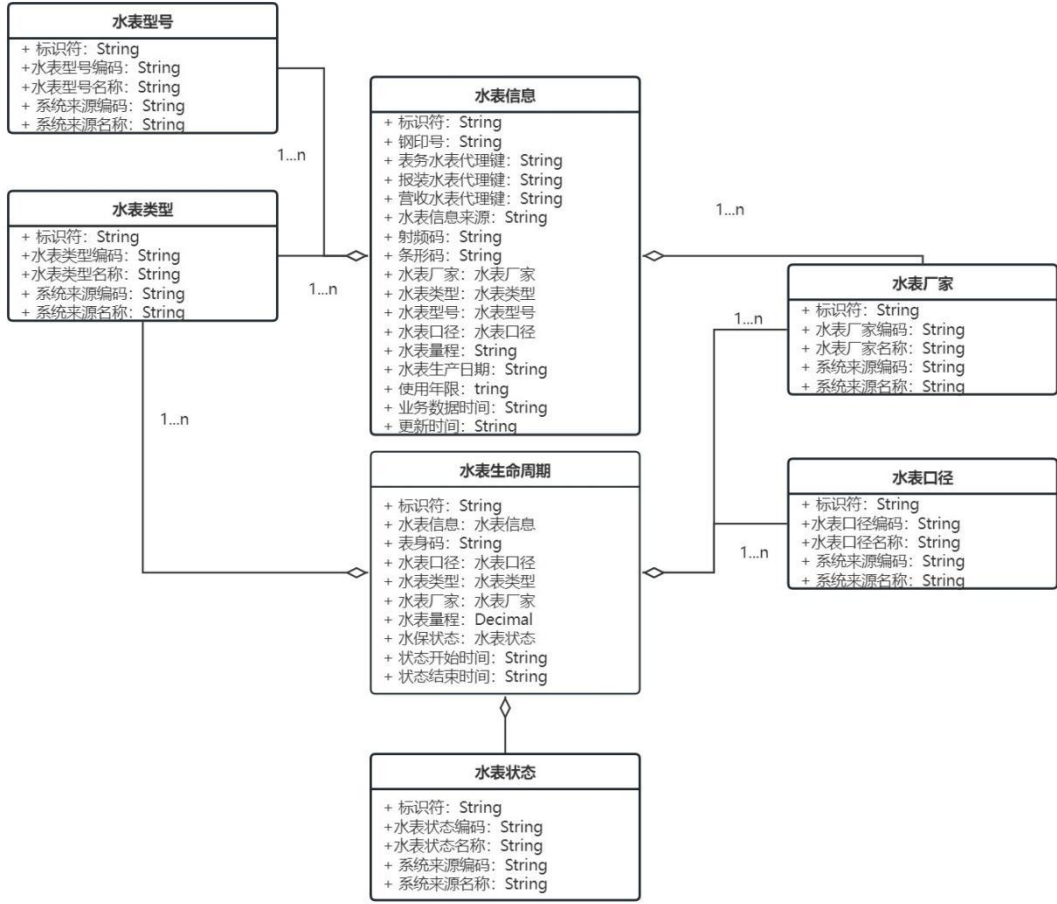 水表型号
+ 标识符：String
+水表型号编码：String
+水表型号名称：String
+ 系统来源编码：String
+ 系统来源名称：String
1...n
水表类型
+ 标识符：String
+水表类型编码：String
+水表类型名称：String
+ 系统来源编码：String
+ 系统来源名称：String
1...n
1...n
水表信息
+ 标识符：String
+ 钢印号：String
+ 表务水表代理键：String
+ 报装水表代理键：String
+ 营收水表代理键：String
+ 水表信息来源：String
+ 射频码：String
+ 条形码：String
+ 水表厂家：水表厂家
+ 水表类型：水表类型
+ 水表型号：水表型号
+ 水表口径：水表口径
+ 水表量程：String
+ 水表生产日期：String
+ 使用年限：tring
+ 业务数据时间：String
+ 更新时间：String
1...n
水表厂家
+ 标识符：String
+ 水表厂家编码：String
+ 水表厂家名称：String
+ 系统来源编码：String
+ 系统来源名称：String
1...n
水表生命周期
+ 标识符：String
+ 水表信息：水表信息
+ 表身码：String
+ 水表口径：水表口径
+ 水表类型：水表类型
+ 水表厂家：水表厂家
+ 水表量程：Decimal
+ 水保状态：水表状态
+ 状态开始时间：String
+ 状态结束时间：String
水表口径
+ 标识符：String
+水表口径编码：String
+水表口径名称：String
+ 系统来源编码：String
+ 系统来源名称：String
1...n
水表状态
+ 标识符：String
+水表状态编码：String
+水表状态名称：String
+ 系统来源编码：String
+ 系统来源名称：String